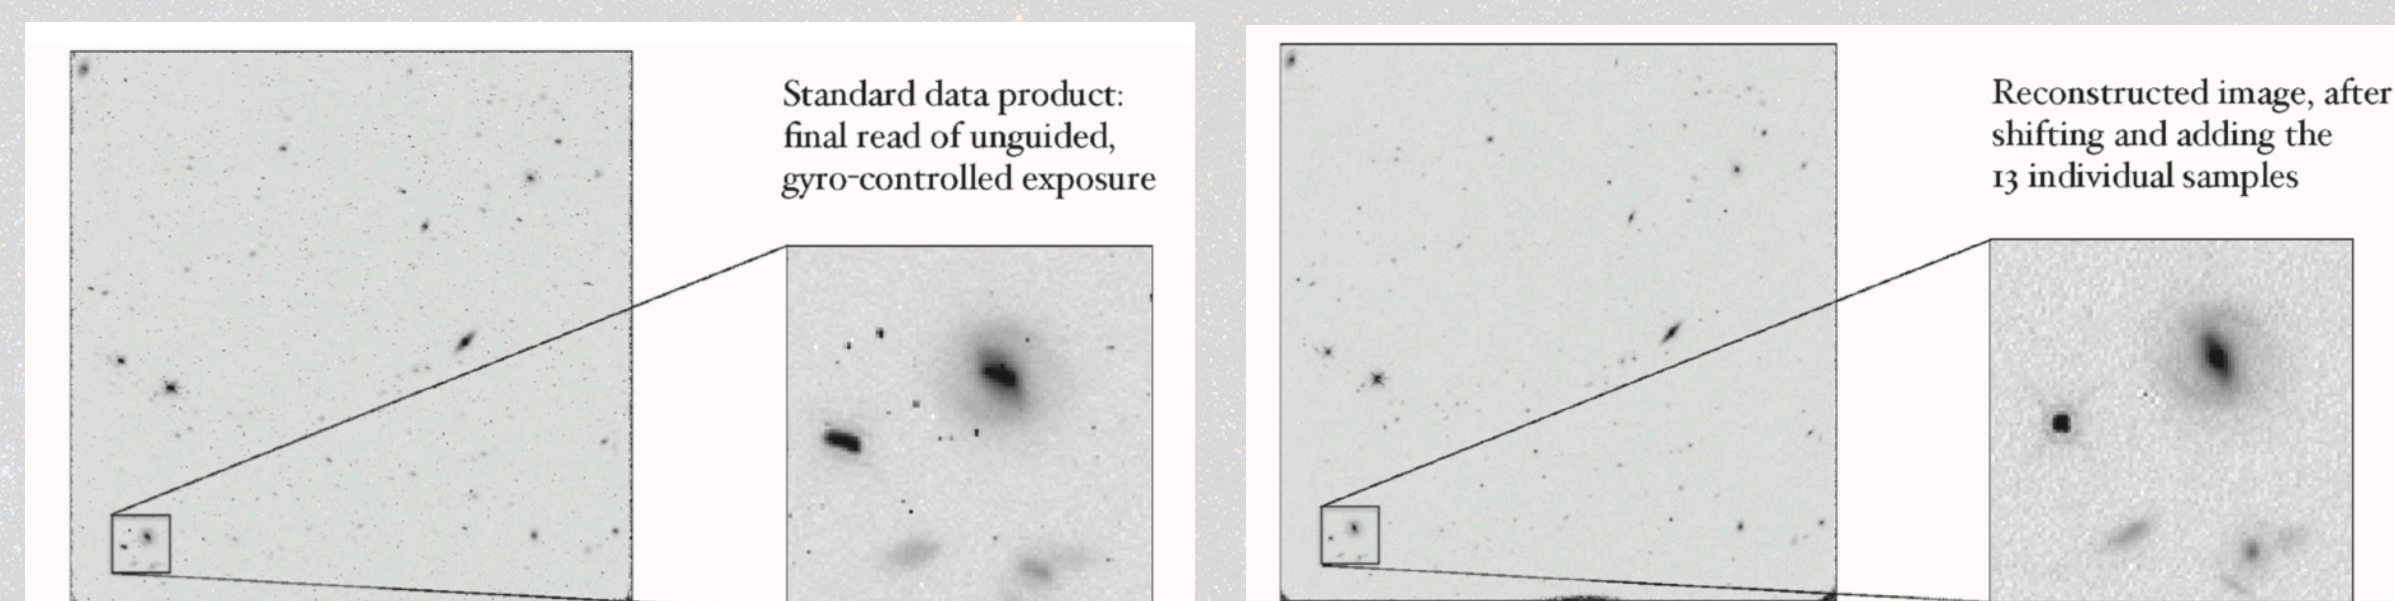 Standard data product:
final read of unguided,
gyro-controlled exposure
Reconstructed image, after
shifting and adding the
13 individual samples